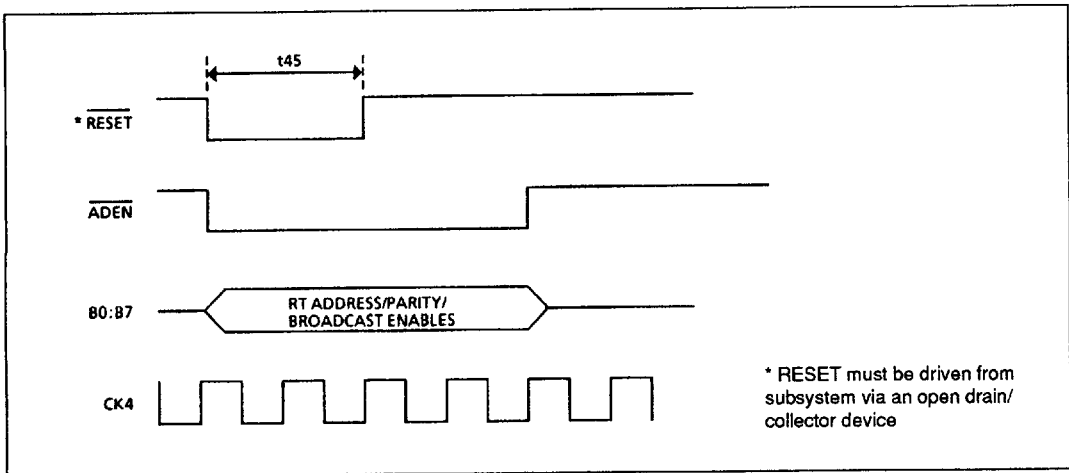 t45
* RESET
ADEN
B0:B7
RT ADDRESS/PARITY/
BROADCAST ENABLES
CK4
* RESET must be driven from
subsystem via an open drain/
collector device